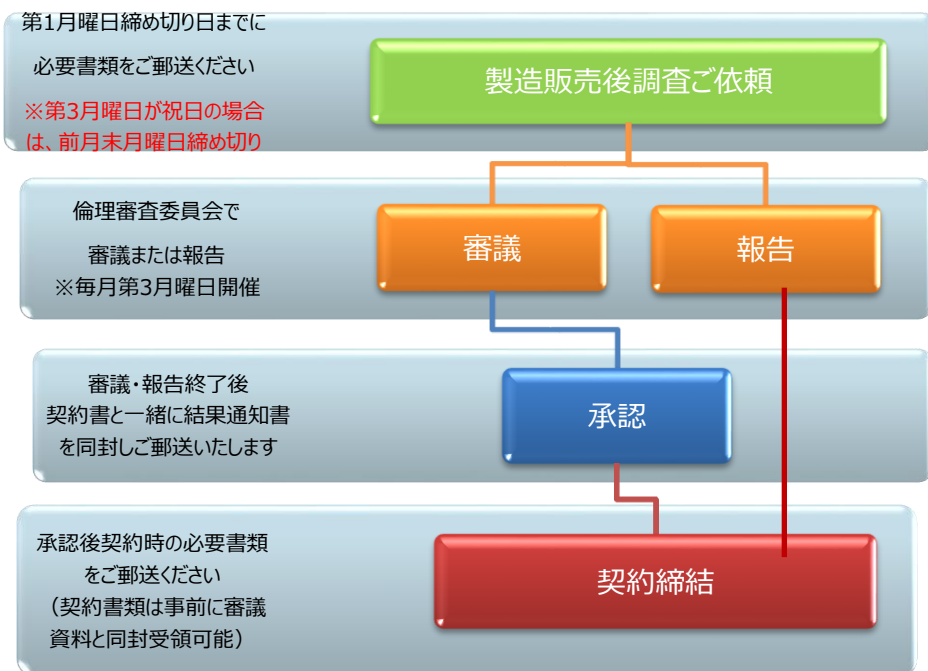 第1月曜日締め切り日までに
必要書類をご郵送ください
※第3月曜日が祝日の場合
は、前月末月曜日締め切り
製造販売後調査ご依頼
倫理審査委員会で
審議または報告
※毎月第3月曜日開催
審議
報告
審議・報告終了後
契約書と一緒に結果通知書
を同封しご郵送いたします
承認
承認後契約時の必要書類
をご郵送ください
（契約書類は事前に審議
資料と同封受領可能）
契約締結